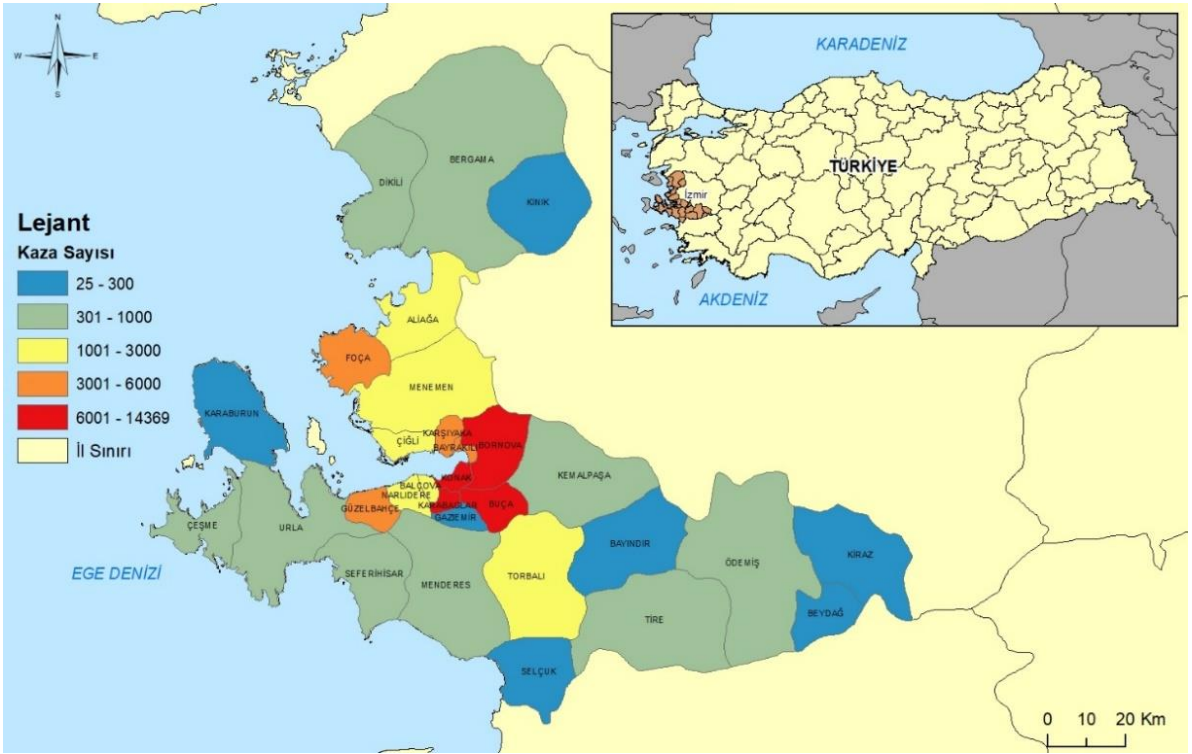 N
W
E
S
KARADENİZ
TÜRKİYE
İzmir
AKDENİZ
Lejant
Kaza Sayısı
25 - 300
301 - 1000
1001 - 3000
3001 - 6000
6001 - 14369
İl Sınırı
BERGAMA
DİKİLİ
KINIK
ALİAĞA
FOÇA
MENEMEN
KARABURUN
KARŞIYAKA
ÇİĞLİ
BAYRAKLI
BORNOVA
KEMALPAŞA
BALÇOVA
KONAK
NARLIDERE
KARABAĞLAR
BUCA
GÜZELBAHÇE
GAZİEMİR
ÇEŞME
URLA
BAYINDIR
KİRAZ
ÖDEMİŞ
EGE DENİZİ
SEFERİHİSAR
MENDERES
TORBALI
BEYDAĞ
TİRE
SELÇUK
0 10 20 Km